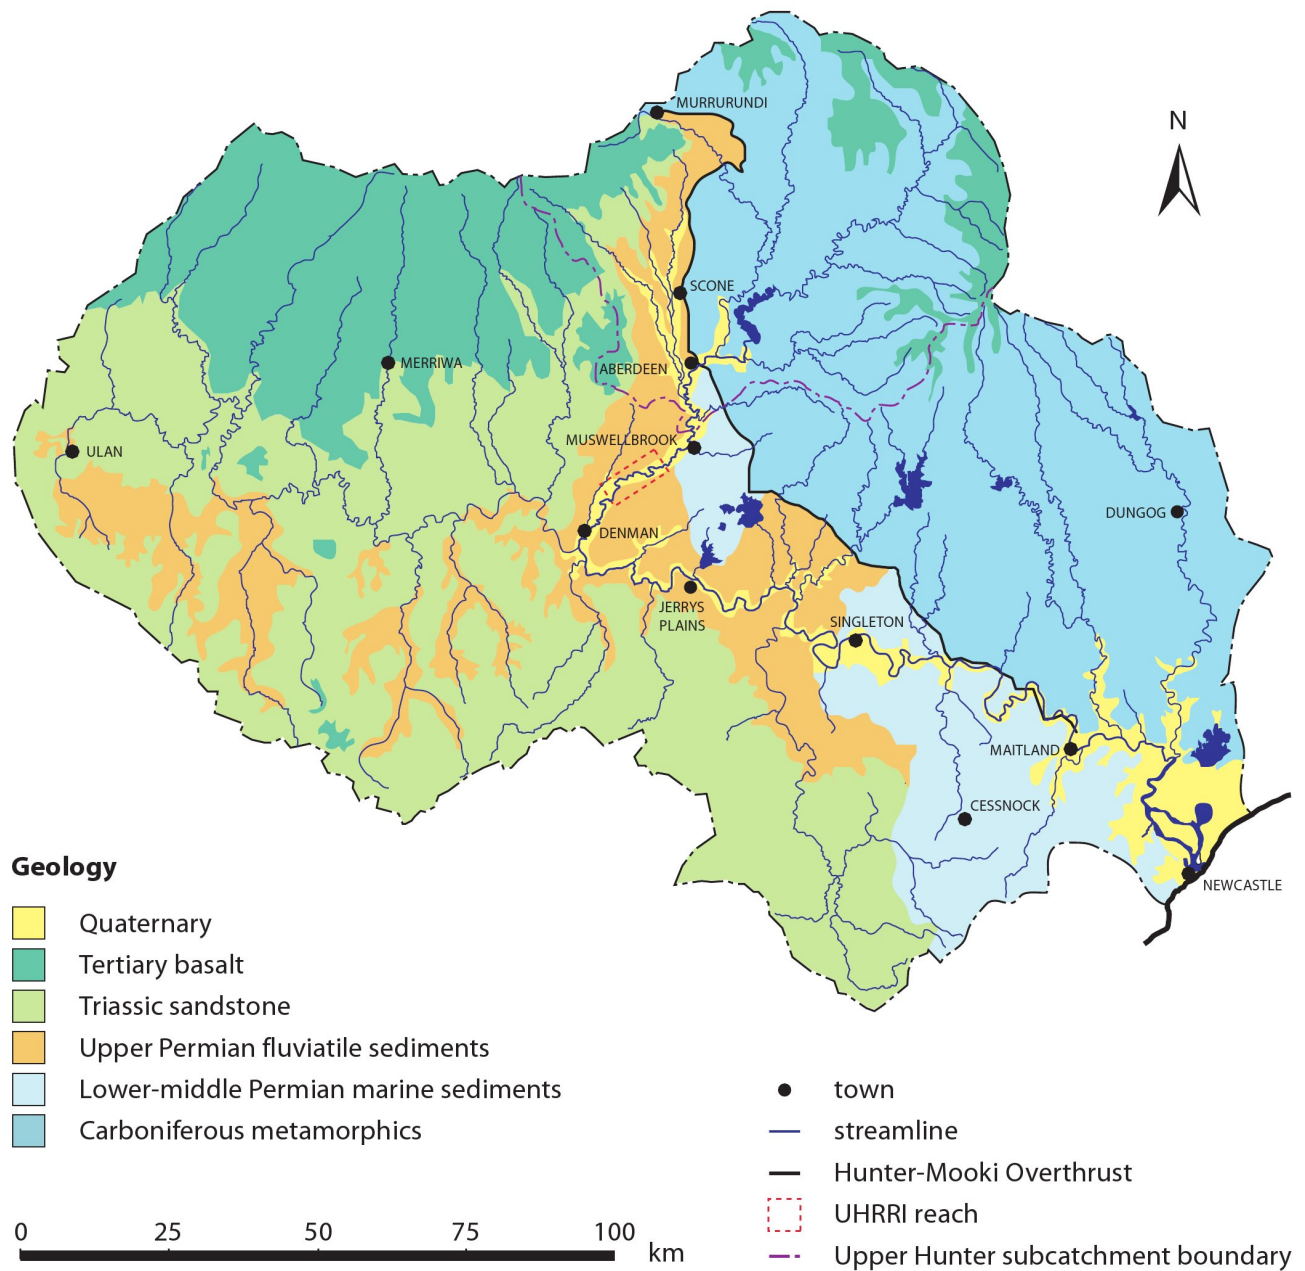 MURRURUNDI
N
SCONE
MERRIWA
ABERDEEN
MUSWELLBROOK
ULAN
DUNGOG
DENMAN
JERRYS
PLAINS
SINGLETON
MAITLAND
CESSNOCK
NEWCASTLE
Geology
Quaternary
Tertiary basalt
Triassic sandstone
Upper Permian fluviatile sediments
Lower-middle Permian marine sediments
Carboniferous metamorphics
town
streamline
Hunter-Mooki Overthrust
UHRRI reach
Upper Hunter subcatchment boundary
0 25 50 75 100
km